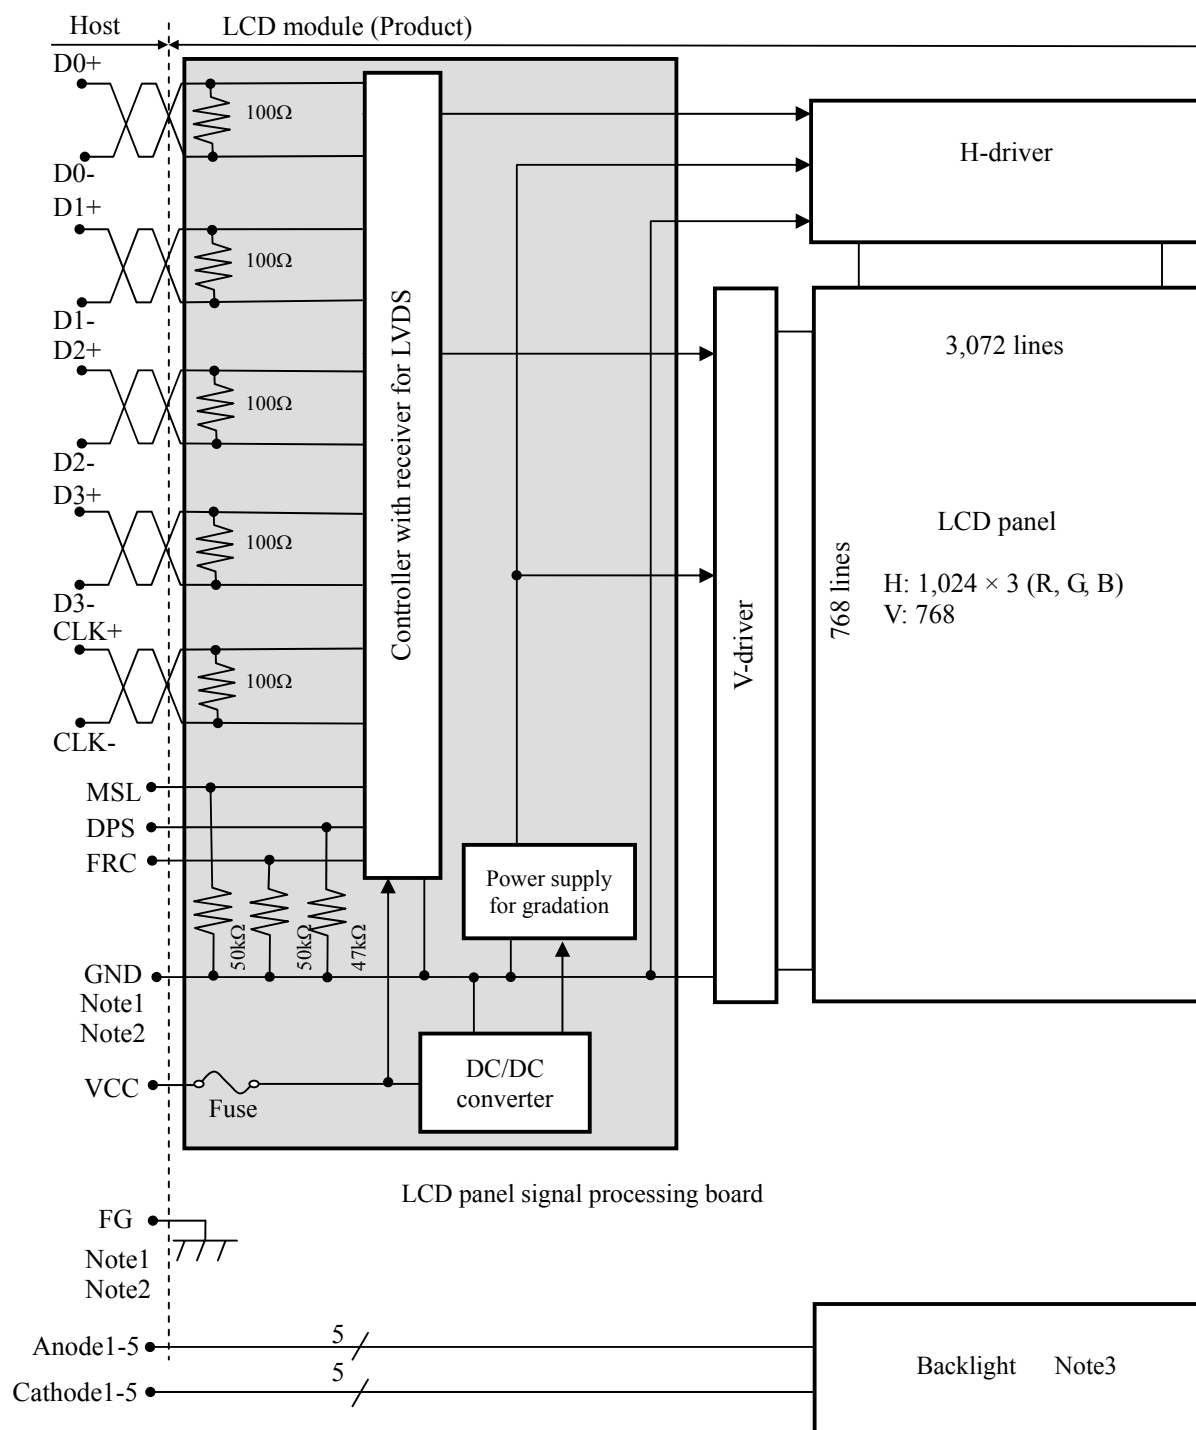 Host
LCD module (Product)
D0+
100Ω
D0-
H-driver
D1+
100Ω
D1-
D2+
100Ω
D2-
D3+
100Ω
D3-
CLK+
100Ω
CLK-
Controller with receiver for LVDS
V-driver
3,072 lines
768 lines
LCD panel
H: 1,024 × 3 (R, G, B)
V: 768
MSL
DPS
FRC
50kΩ
50kΩ
47kΩ
Power supply
for gradation
GND
Note1
Note2
VCC
Fuse
DC/DC
converter
LCD panel signal processing board
FG
Note1
Note2
Anode1-5
5
Cathode1-5
5
Backlight Note3